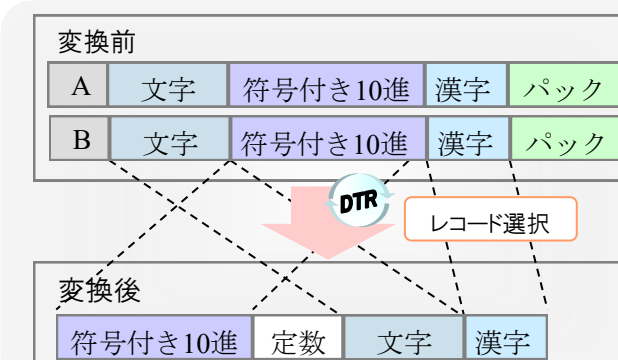 変換前
A 文字 符号付き10進 漢字 パック
B 文字 符号付き10進 漢字 パック
DTR
レコード選択
変換後
符号付き10進 定数 文字 漢字